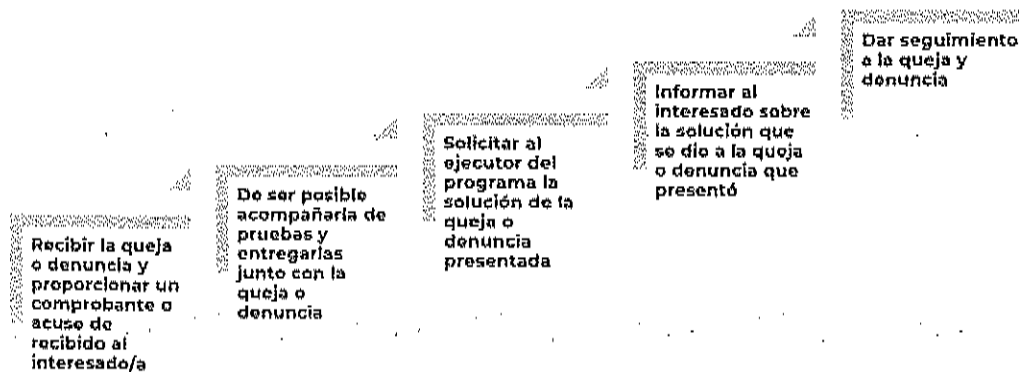 Recibir la queja
o denuncia y
proporcionar un
comprobante o
acuse de
recibido al
interesado/a
De ser posible
acompañarla de
pruebas y
entregarlas
junto con la
queja o
denuncia
Solicitar al
ejecutor del
programa la
solución de la
queja o
denuncia
presentada
Informar al
interesado sobre
la solución que
se dio a la queja
o denuncia que
presentó
Dar seguimiento
a la queja y
denuncia